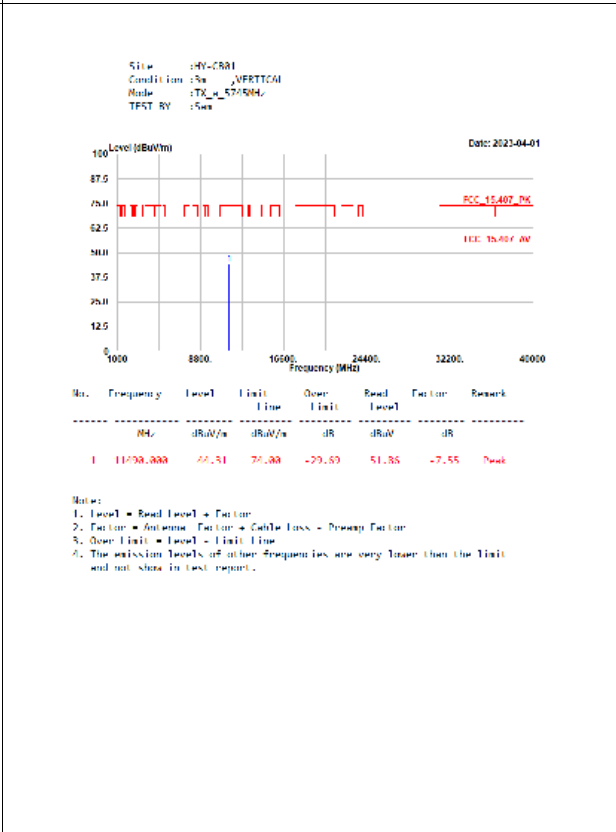 Site :HY-CB01
Condition :3m ,VERTICAL
Mode :TX_a_5745MHz
TEST BY :Sam
Level (dBuV/m)
Date: 2023-04-01
100
87.5
75.0
FCC_15.407_PK
62.5
FCC_15.407_AV
50.0
1
37.5
25.0
12.5
0
1000 8800. 16600. 24400. 32200. 40000
Frequency (MHz)
No. Frequency Level Limit Over Read Factor Remark
Line Limit Level
MHz dBuV/m dBuV/m dB dBuV dB
1 11490.000 44.31 74.00 -29.69 51.86 -7.55 Peak
Note:
1. Level = Read Level + Factor
2. Factor = Antenna Factor + Cable Loss - Preamp Factor
3. Over Limit = Level - Limit Line
4. The emission levels of other frequencies are very lower than the limit
and not show in test report.